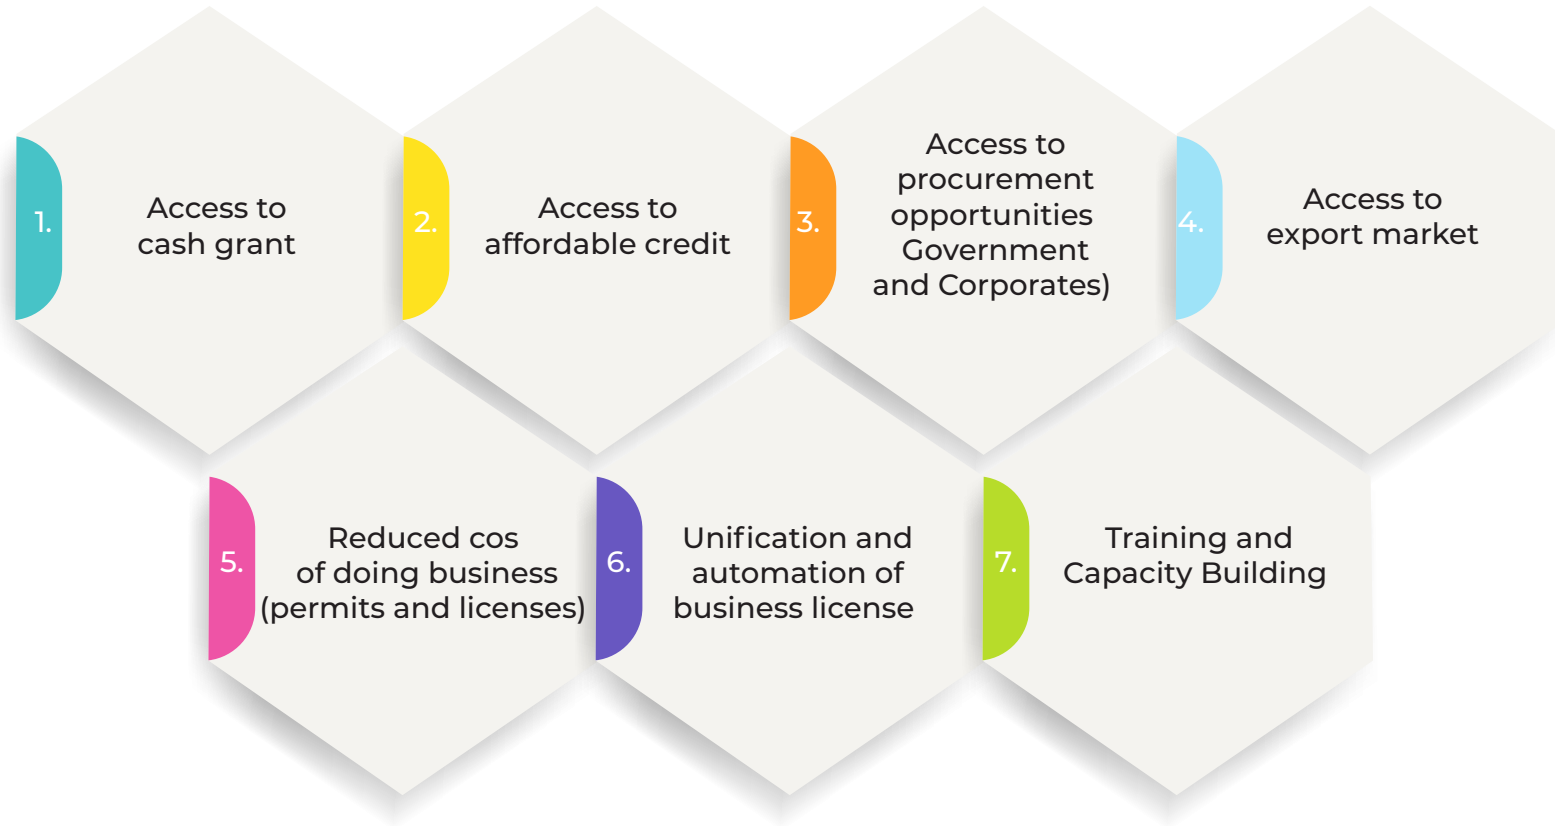 1.
Access to
cash grant
2.
Access to
affordable credit
3.
Access to
procurement
opportunities
Government
and Corporates)
4.
Access to
export market
5.
Reduced cos
of doing business
(permits and licenses)
6.
Unification and
automation of
business license
7.
Training and
Capacity Building